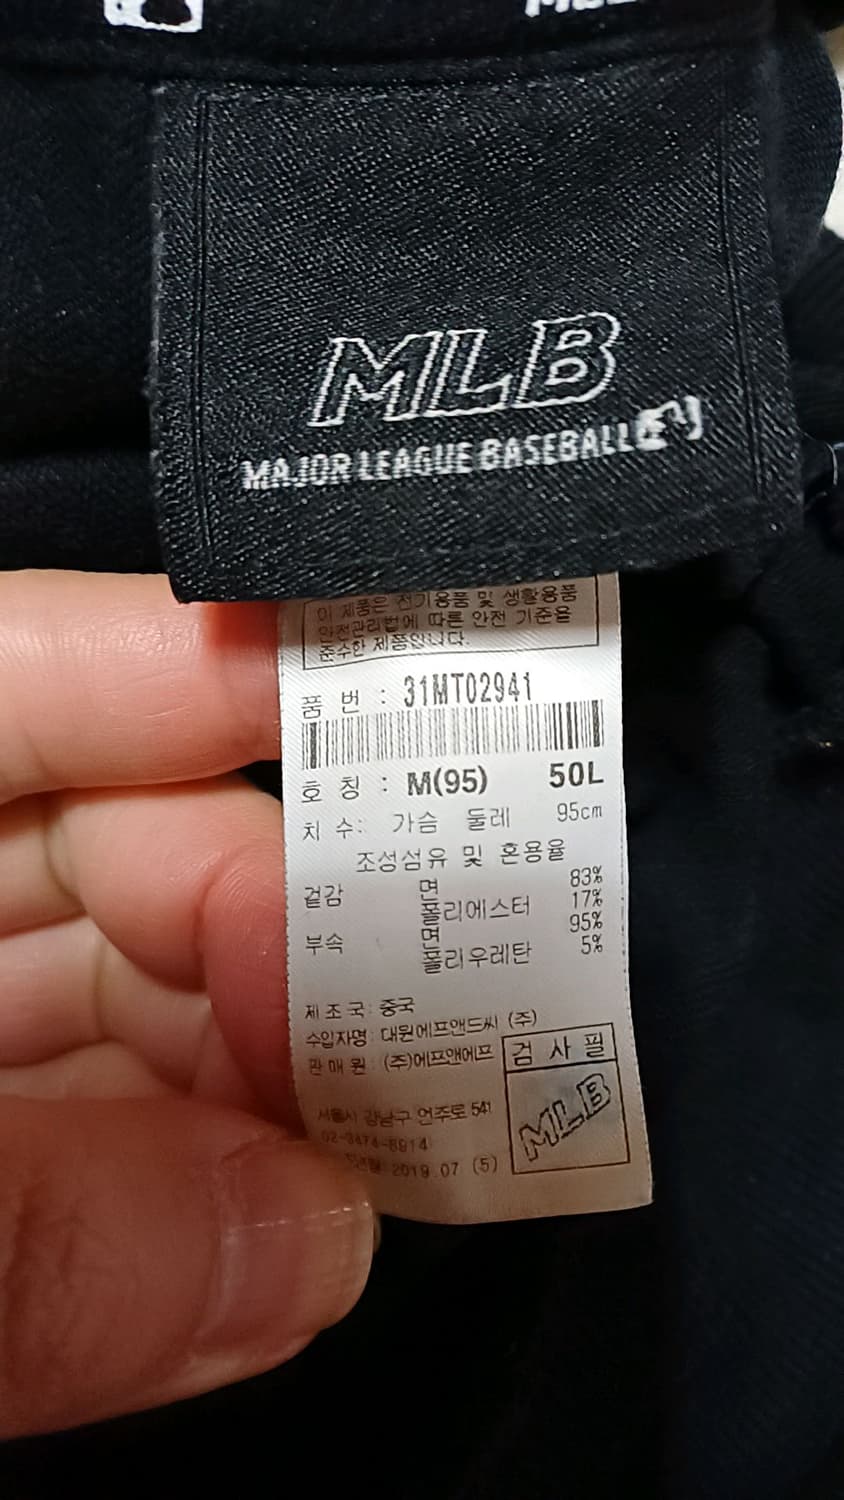 MLB
MAJOR LEAGUE BASEBALL
이 제품은 전기용품 및 생활용품
안전관리법에 따른 안전 기준을
준수한 제품입니다.
품 번 : 31MT02941
호 칭 : M(95) 50L
치 수: 가슴 둘레 95cm
조성섬유 및 혼용율
겉감 면 83%
폴리에스터 17%
부속 면 95%
폴리우레탄 5%
제 조 국: 중국
수입자명: 대원에프앤드씨 (주)
판 매 원: (주)에프앤에프
검 사 필
MLB
서울시 강남구 언주로 541
02-3474-8914
2019.07 (5)